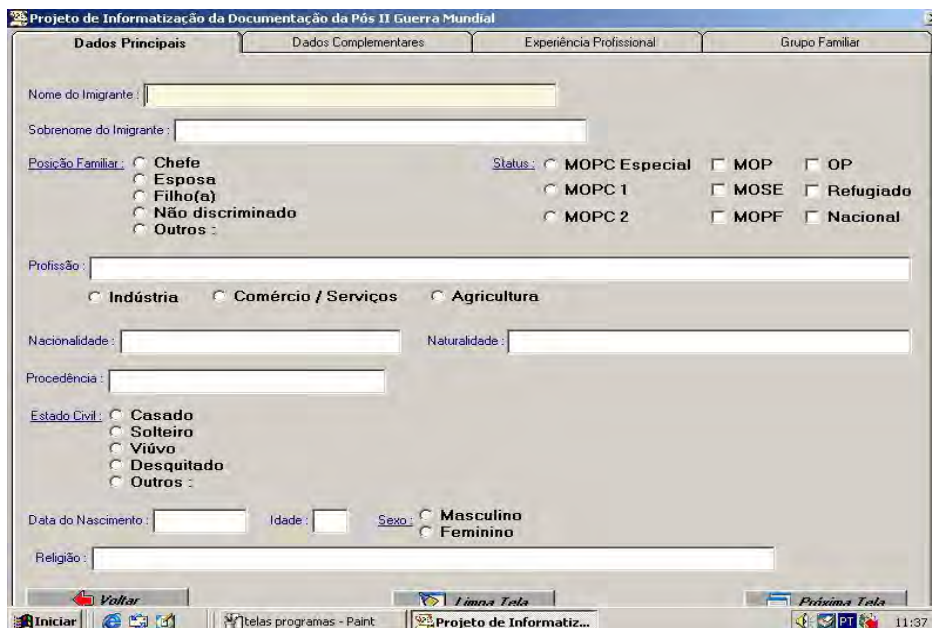 Projeto de Informatização da Documentação da Pós II Guerra Mundial
Dados Principais Dados Complementares Experiência Profissional Grupo Familiar
Nome do Imigrante :
Sobrenome do Imigrante :
Posição Familiar : Chefe Status : MOPC Especial MOP OP
Esposa
Filho(a) MOPC 1 MOSE Refugiado
Não discriminado MOPC 2 MOPF Nacional
Outros :
Profissão :
Indústria Comércio / Serviços Agricultura
Nacionalidade : Naturalidade :
Procedência :
Estado Civil : Casado
Solteiro
Viúvo
Desquitado
Outros :
Data do Nascimento : Idade : Sexo : Masculino
Feminino
Religião :
Voltar Limpa Tela Próxima Tela
Iniciar telas programas - Paint Projeto de Informatiz... PT 11:37